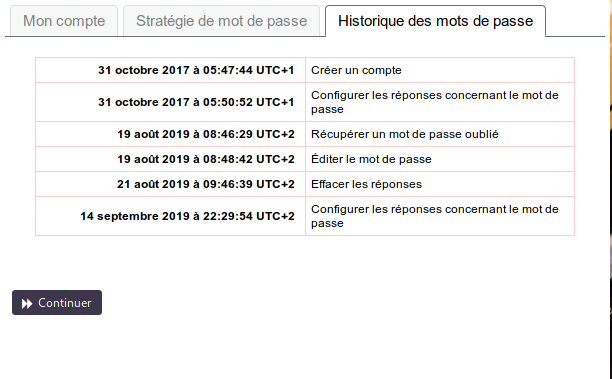 Mon compte
Stratégie de mot de passe
Historique des mots de passe
31 octobre 2017 à 05:47:44 UTC+1 Créer un compte
31 octobre 2017 à 05:50:52 UTC+1 Configurer les réponses concernant le mot de
passe
19 août 2019 à 08:46:29 UTC+2 Récupérer un mot de passe oublié
19 août 2019 à 08:48:42 UTC+2 Éditer le mot de passe
21 août 2019 à 09:46:39 UTC+2 Effacer les réponses
14 septembre 2019 à 22:29:54 UTC+2 Configurer les réponses concernant le mot de
passe
Continuer